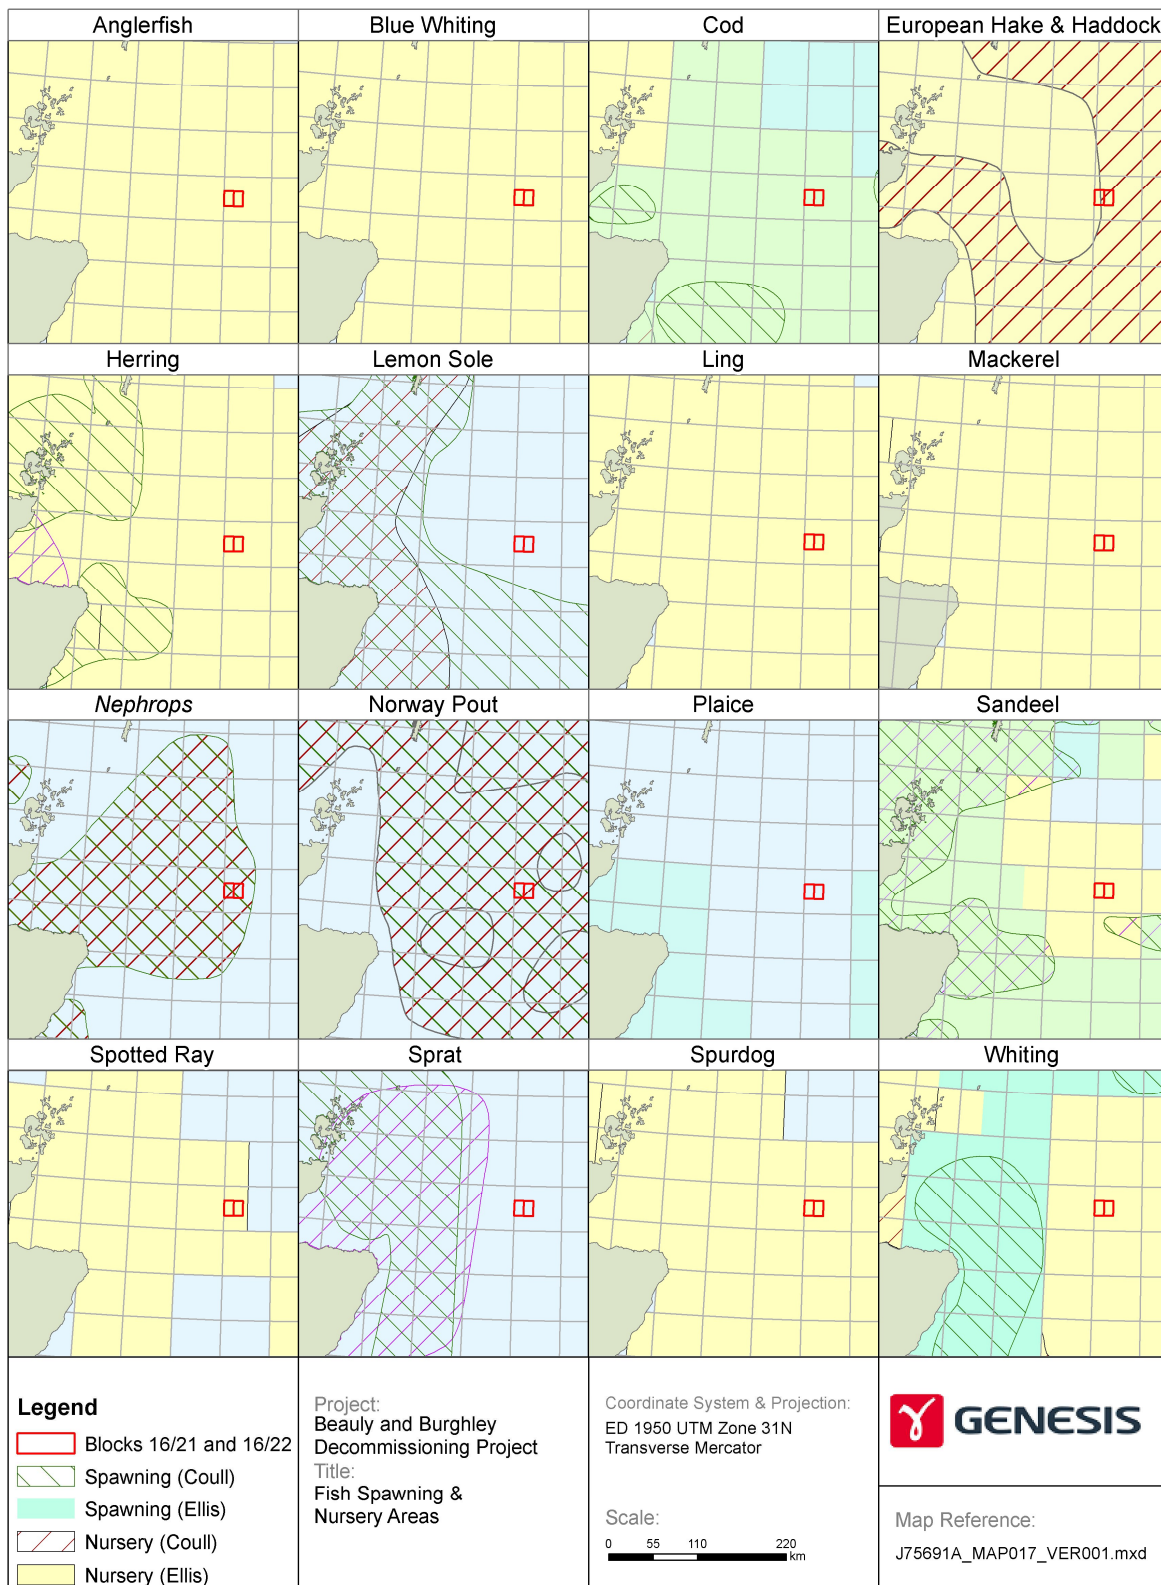 Anglerfish
Blue Whiting
Cod
European Hake & Haddock
Herring
Lemon Sole
Ling
Mackerel
Nephrops
Norway Pout
Plaice
Sandeel
Spotted Ray
Sprat
Spurdog
Whiting
Legend
Blocks 16/21 and 16/22
Spawning (Coull)
Spawning (Ellis)
Nursery (Coull)
Nursery (Ellis)
Project:
Beauly and Burghley
Decommissioning Project
Title:
Fish Spawning &
Nursery Areas
Coordinate System & Projection:
ED 1950 UTM Zone 31N
Transverse Mercator
Scale:
0 55 110 220
km
GENESIS
Map Reference:
J75691A_MAP017_VER001.mxd